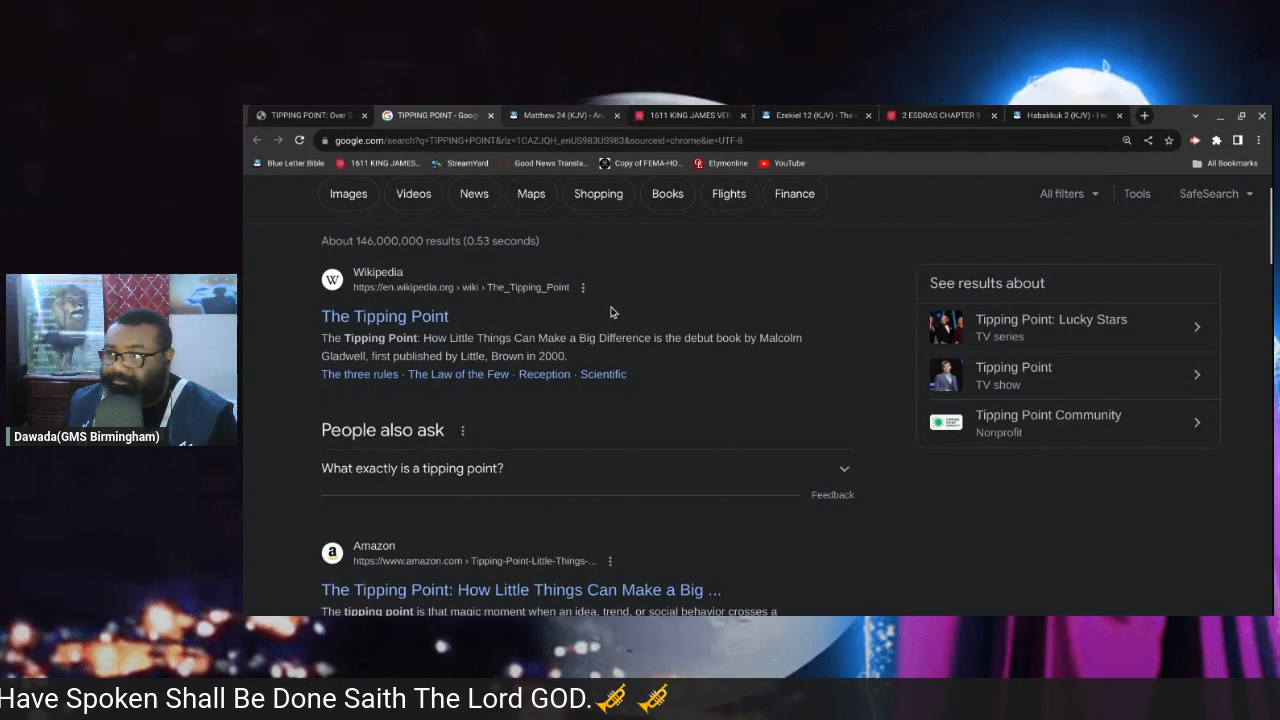 TIPPING POINT: Over
TIPPING POINT - Goog
Matthew 24 (KJV) - An
1611 KING JAMES VER
Ezekiel 12 (KJV) - The
2 ESDRAS CHAPTER
Habakkuk 2 (KJV) - I
google.com/search?q=TIPPING+POINT&rlz=1CAZJQH_enUS983US983&sourceid=chrome&ie=UTF-8
Blue Letter Bible
1611 KING JAMES...
StreamYard
Good News Transla...
Copy of FEMA-HO...
Etymonline
YouTube
All Bookmarks
Images
Videos
News
Maps
Shopping
Books
Flights
Finance
All filters
Tools
SafeSearch
About 146,000,000 results (0.53 seconds)
Wikipedia
https://en.wikipedia.org › wiki › The_Tipping_Point
The Tipping Point
The Tipping Point: How Little Things Can Make a Big Difference is the debut book by Malcolm
Gladwell, first published by Little, Brown in 2000.
The three rules · The Law of the Few · Reception · Scientific
People also ask
What exactly is a tipping point?
Feedback
Amazon
https://www.amazon.com › Tipping-Point-Little-Things-...
The Tipping Point: How Little Things Can Make a Big ...
The tipping point is that magic moment when an idea, trend, or social behavior crosses a
See results about
Tipping Point: Lucky Stars
TV series
Tipping Point
TV show
Tipping Point Community
Nonprofit
Dawada(GMS Birmingham)
Have Spoken Shall Be Done Saith The Lord GOD.🎺 🎺